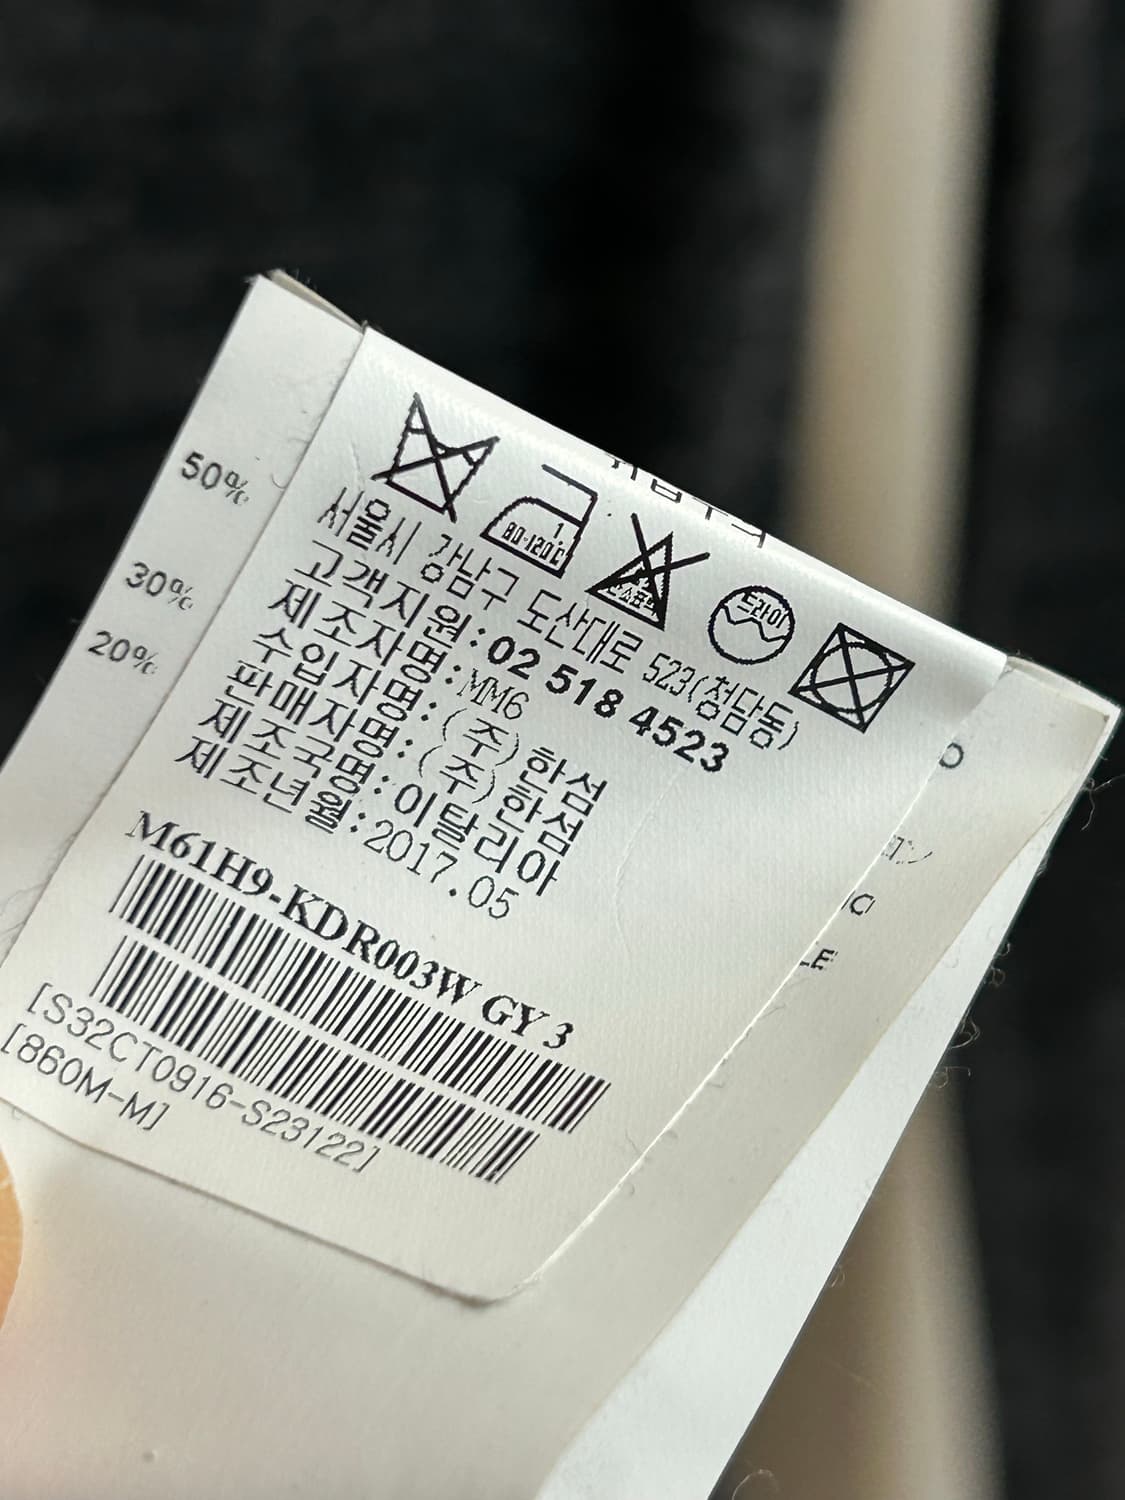 50%
30%
20%
1.
80-120℃
드라이
서울시 강남구 도산대로 523(청담동)
고객지원:02 518 4523
제조자명:MM6
수입자명:(주)한섬
판매자명:(주)한섬
제조국명:이탈리아
제조년월:2017.05
M61H9-KDR003W GY 3
[S32CT0916-S23122]
[860M-M]